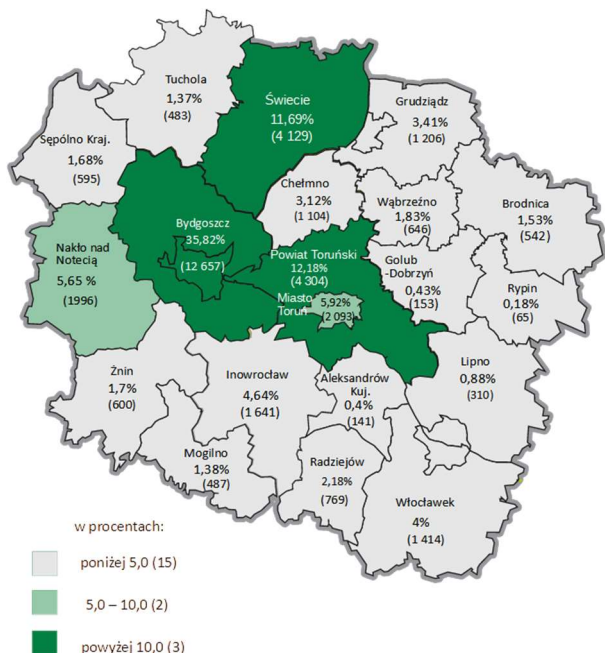 Tuchola
1,37%
(483)
Świecie
11,69%
(4 129)
Grudziądz
3,41%
(1 206)
Sępólno Kraj.
1,68%
(595)
Chełmno
3,12%
(1 104)
Wąbrzeźno
1,83%
(646)
Brodnica
1,53%
(542)
Bydgoszcz
35,82%
(12 657)
Nakło nad
Notecią
5,65 %
(1996)
Powiat Toruński
12,18%
(4 304)
Golub
-Dobrzyń
0,43%
(153)
Rypin
0,18%
(65)
Miasto
Toruń
5,92%
(2 093)
Żnin
1,7%
(600)
Inowrocław
4,64%
(1 641)
Aleksandrów
Kuj.
0,4%
(141)
Lipno
0,88%
(310)
Mogilno
1,38%
(487)
Radziejów
2,18%
(769)
Włocławek
4%
(1 414)
w procentach:
poniżej 5,0 (15)
5,0 – 10,0 (2)
powyżej 10,0 (3)